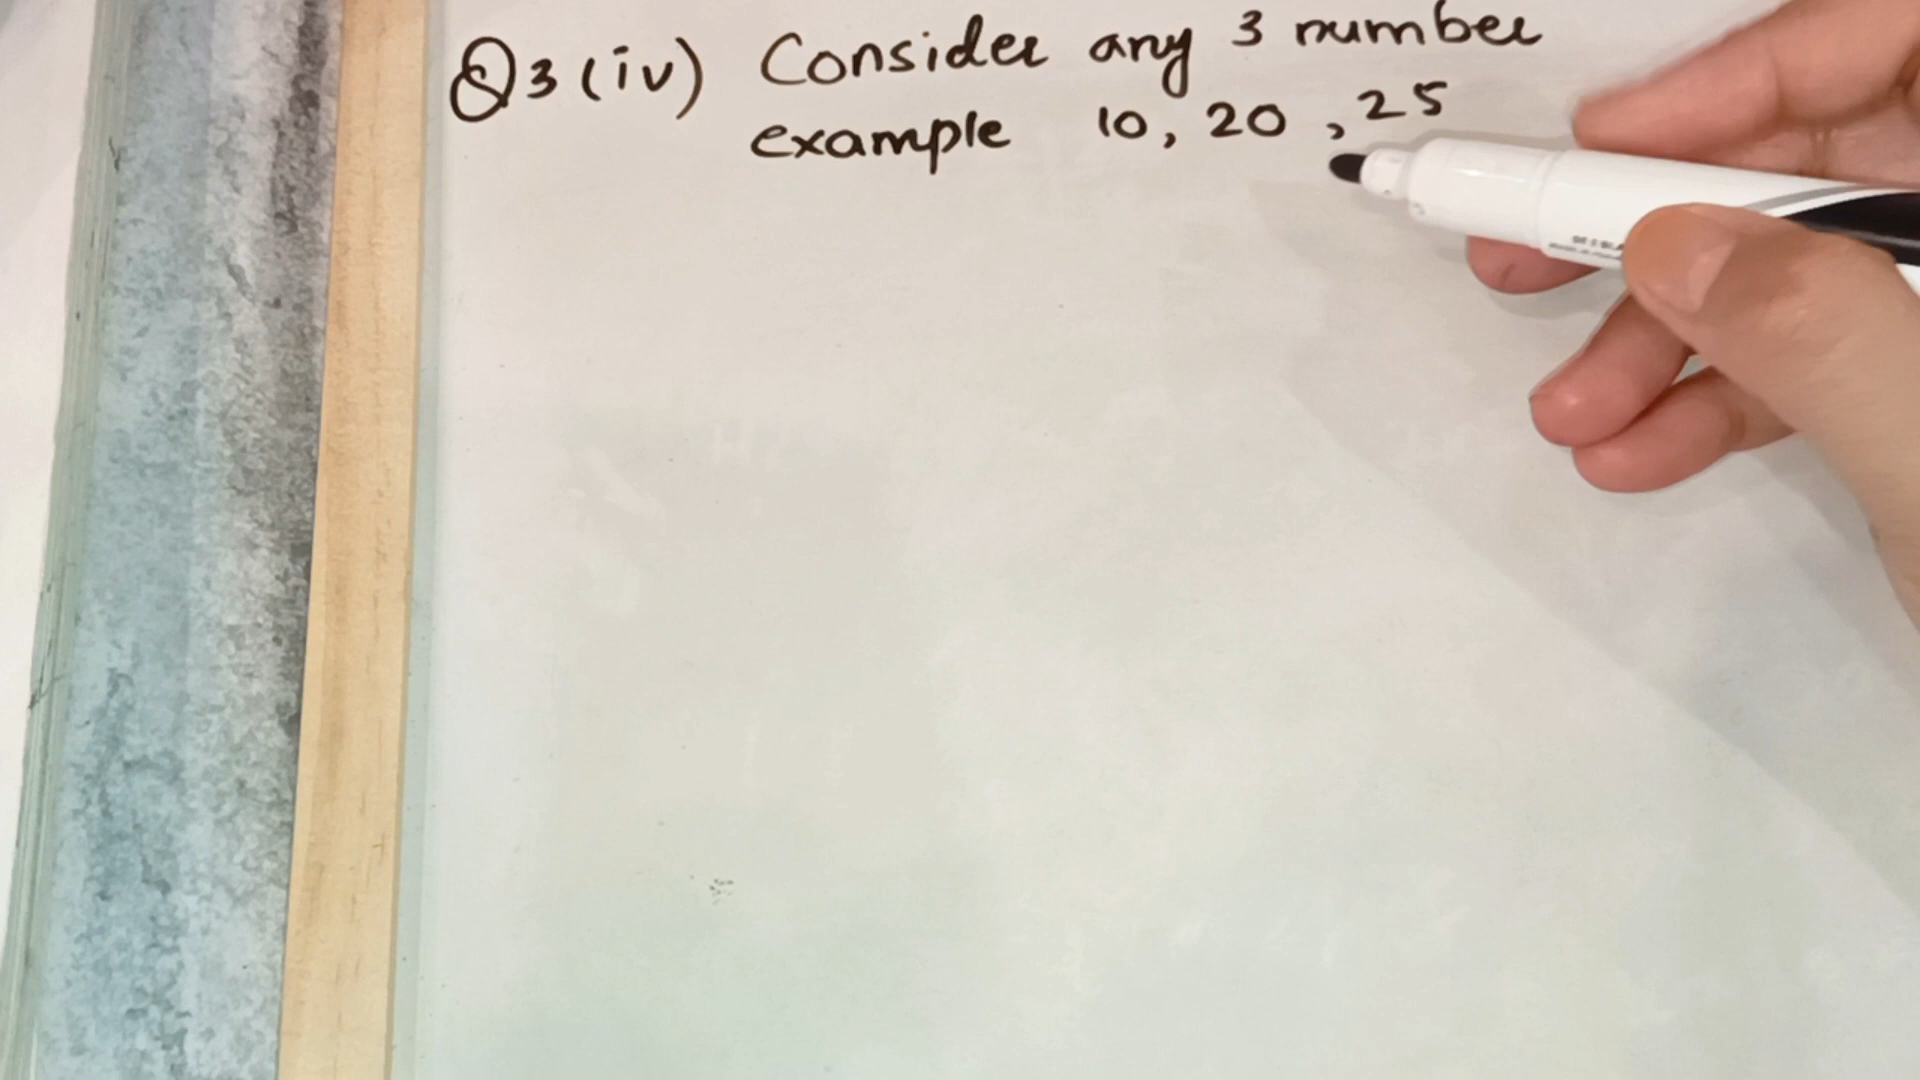 Q3 (iv) Consider any 3 number
example 10, 20, 25